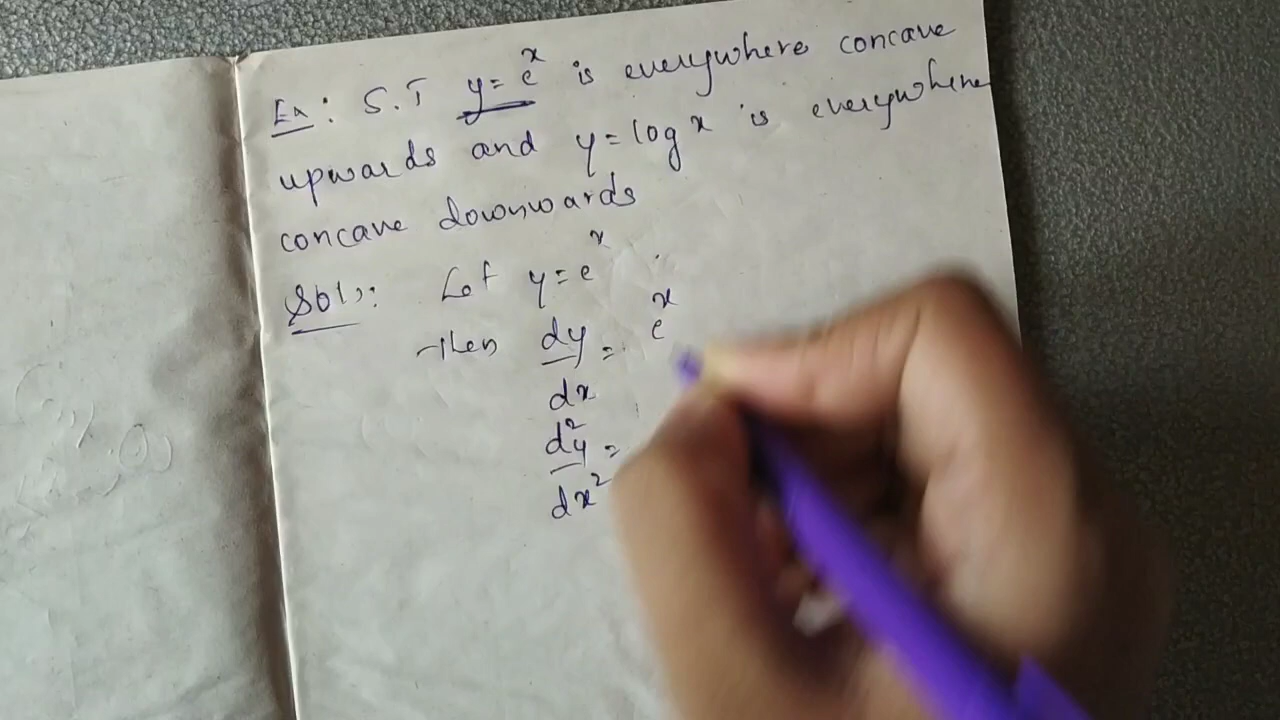 Ex: S.T y = e^x is everywhere concave
upwards and y = log x is everywhere
concave downwards
Sol: Let y = e^x
Then dy/dx = e^x
d²y/dx² =